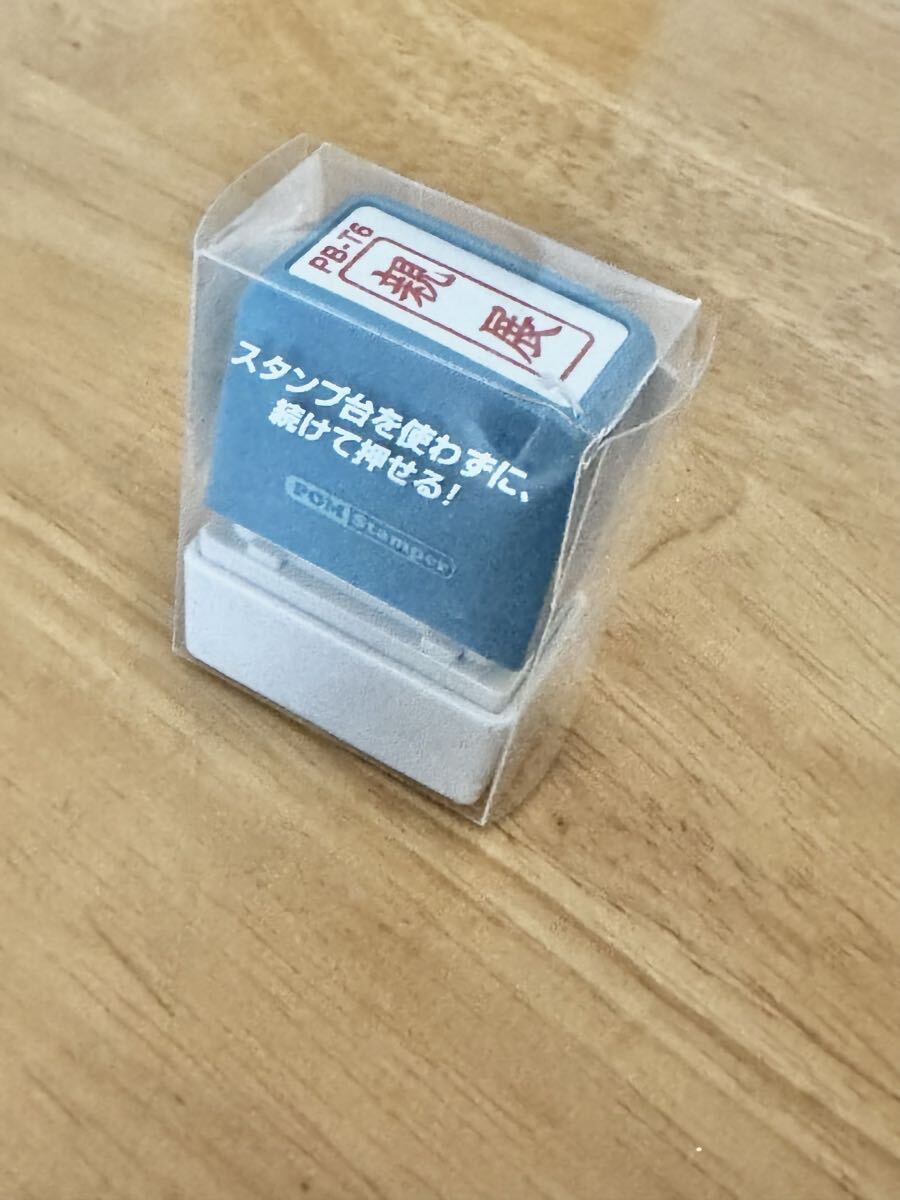 PB-T6
親展
スタンプ台を使わずに、
続けて押せる!
PGM Stamper